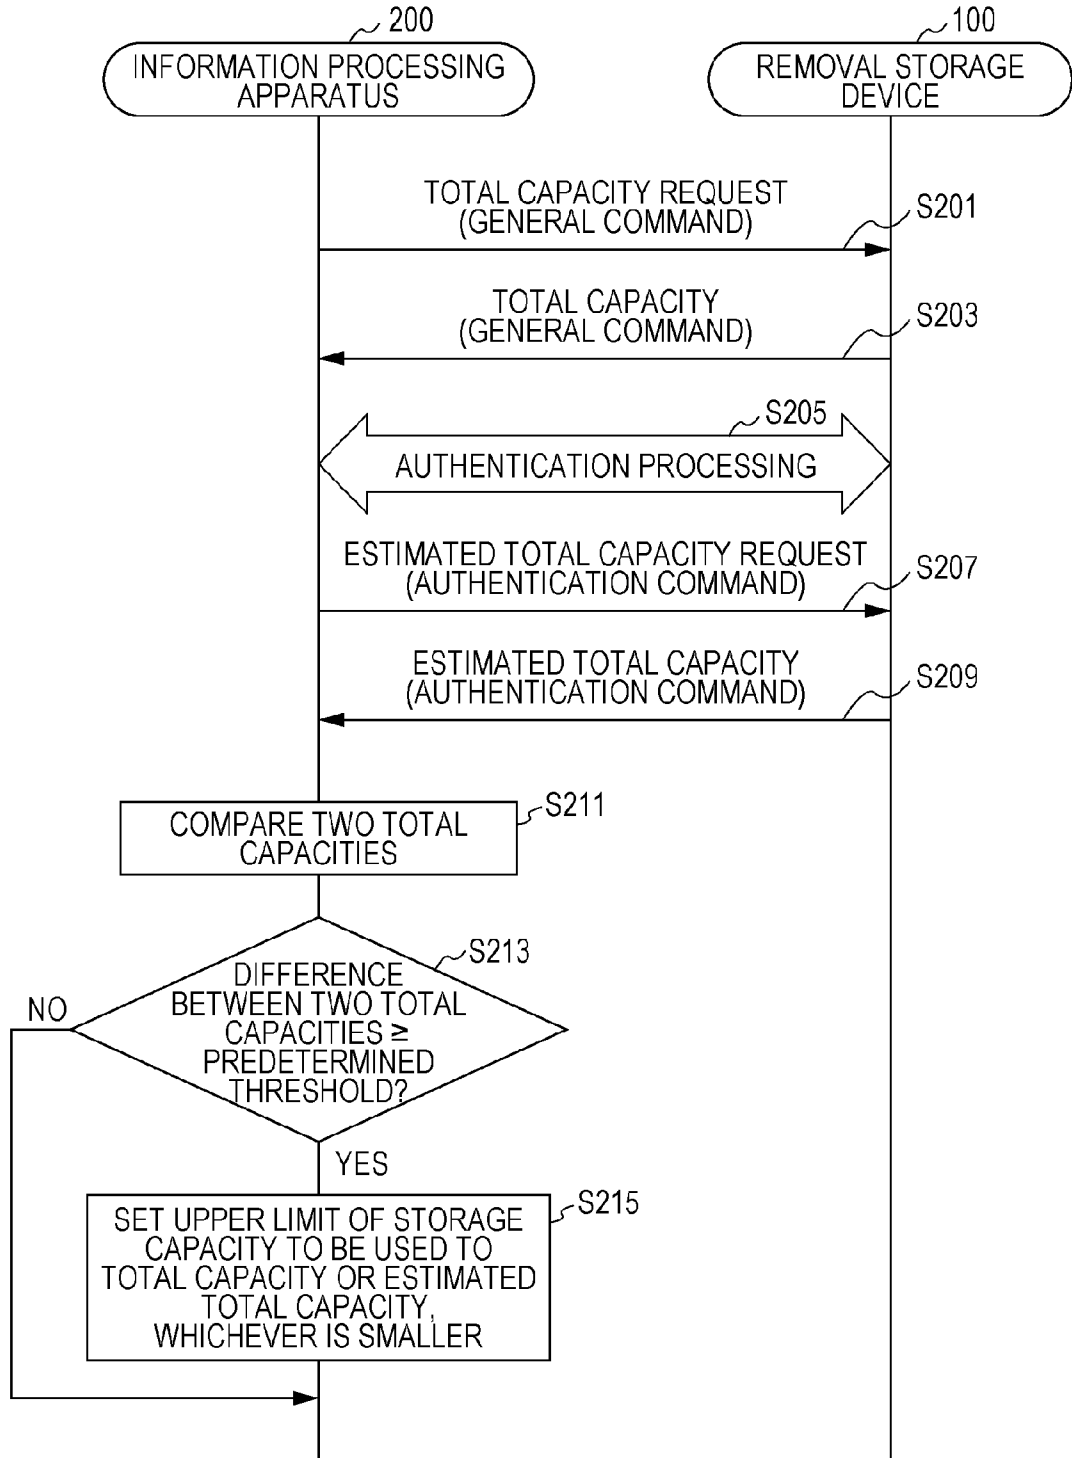 200
INFORMATION PROCESSING
APPARATUS
100
REMOVAL STORAGE
DEVICE
TOTAL CAPACITY REQUEST
(GENERAL COMMAND)
S201
TOTAL CAPACITY
(GENERAL COMMAND)
S203
S205
AUTHENTICATION PROCESSING
ESTIMATED TOTAL CAPACITY REQUEST
(AUTHENTICATION COMMAND)
S207
ESTIMATED TOTAL CAPACITY
(AUTHENTICATION COMMAND)
S209
S211
COMPARE TWO TOTAL
CAPACITIES
S213
DIFFERENCE
BETWEEN TWO TOTAL
CAPACITIES ≥
PREDETERMINED
THRESHOLD?
NO
YES
S215
SET UPPER LIMIT OF STORAGE
CAPACITY TO BE USED TO
TOTAL CAPACITY OR ESTIMATED
TOTAL CAPACITY,
WHICHEVER IS SMALLER